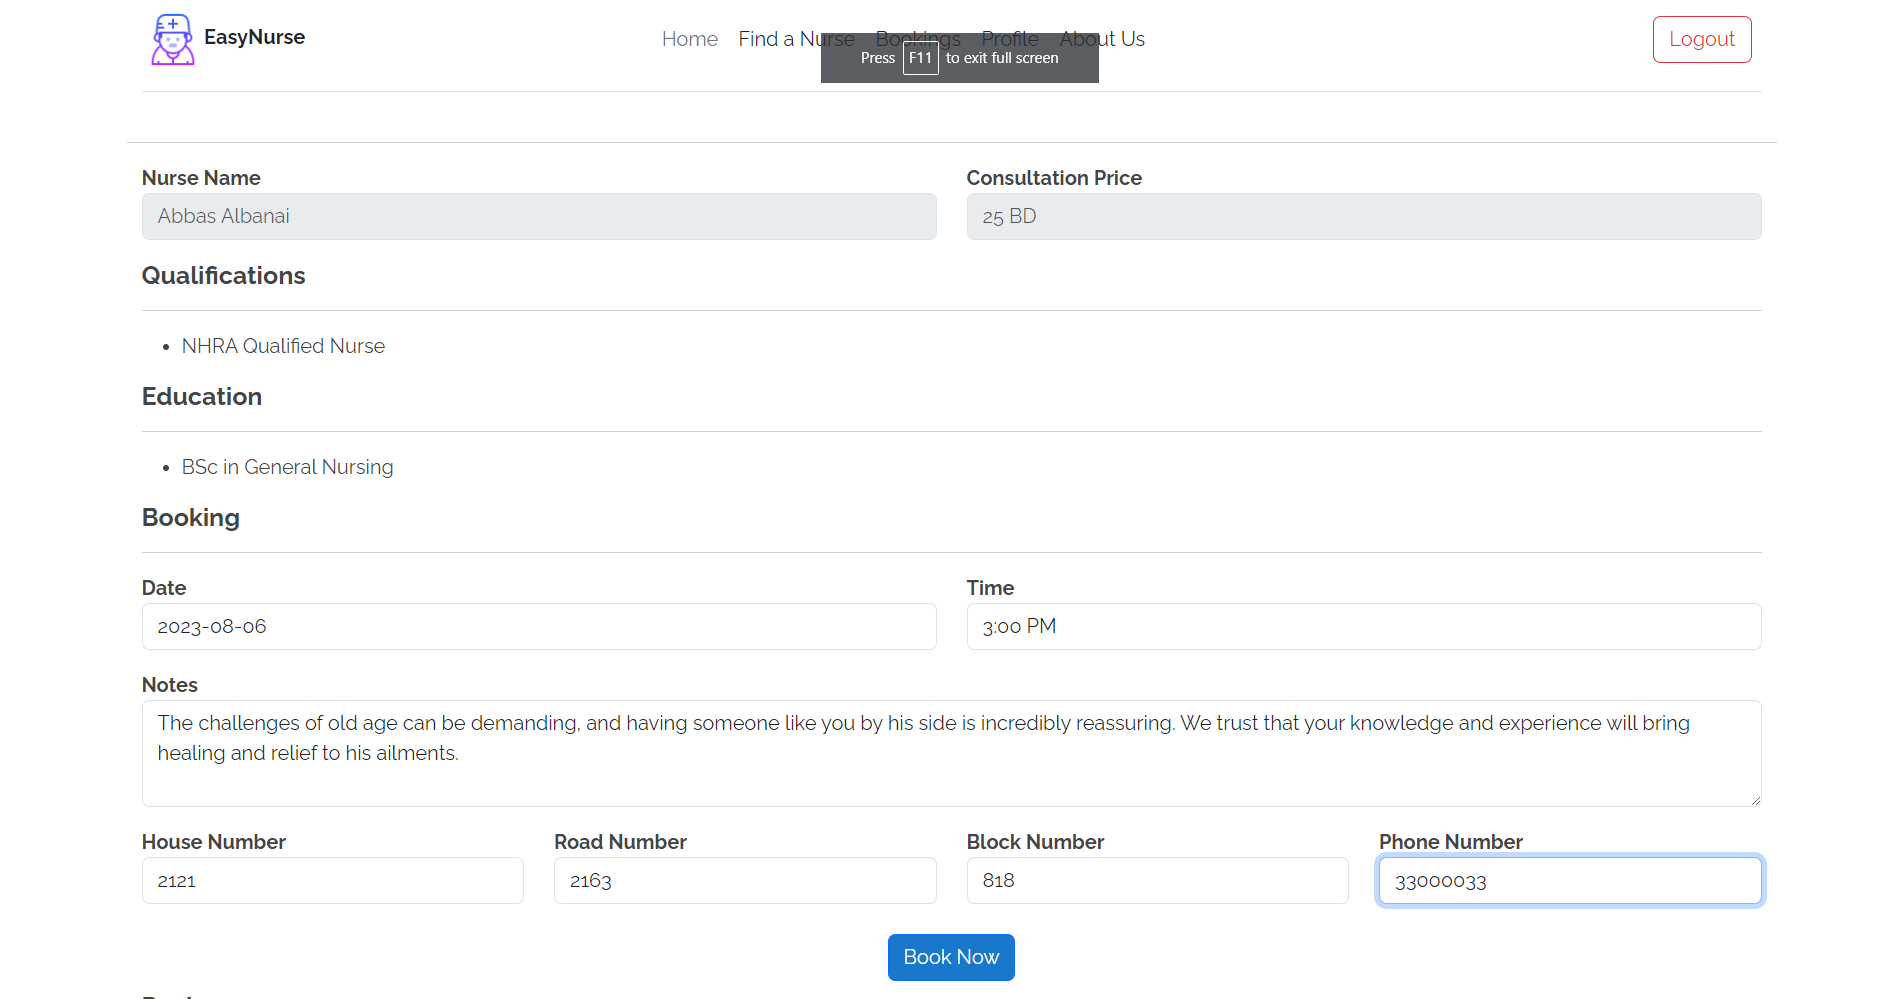 EasyNurse
Home Find a Nurse Bookings Profile About Us
Logout
Press F11 to exit full screen
Nurse Name
Consultation Price
Abbas Albanai
25 BD
Qualifications
NHRA Qualified Nurse
Education
BSc in General Nursing
Booking
Date
Time
2023-08-06
3:00 PM
Notes
The challenges of old age can be demanding, and having someone like you by his side is incredibly reassuring. We trust that your knowledge and experience will bring
healing and relief to his ailments.
House Number
Road Number
Block Number
Phone Number
2121
2163
818
33000033
Book Now